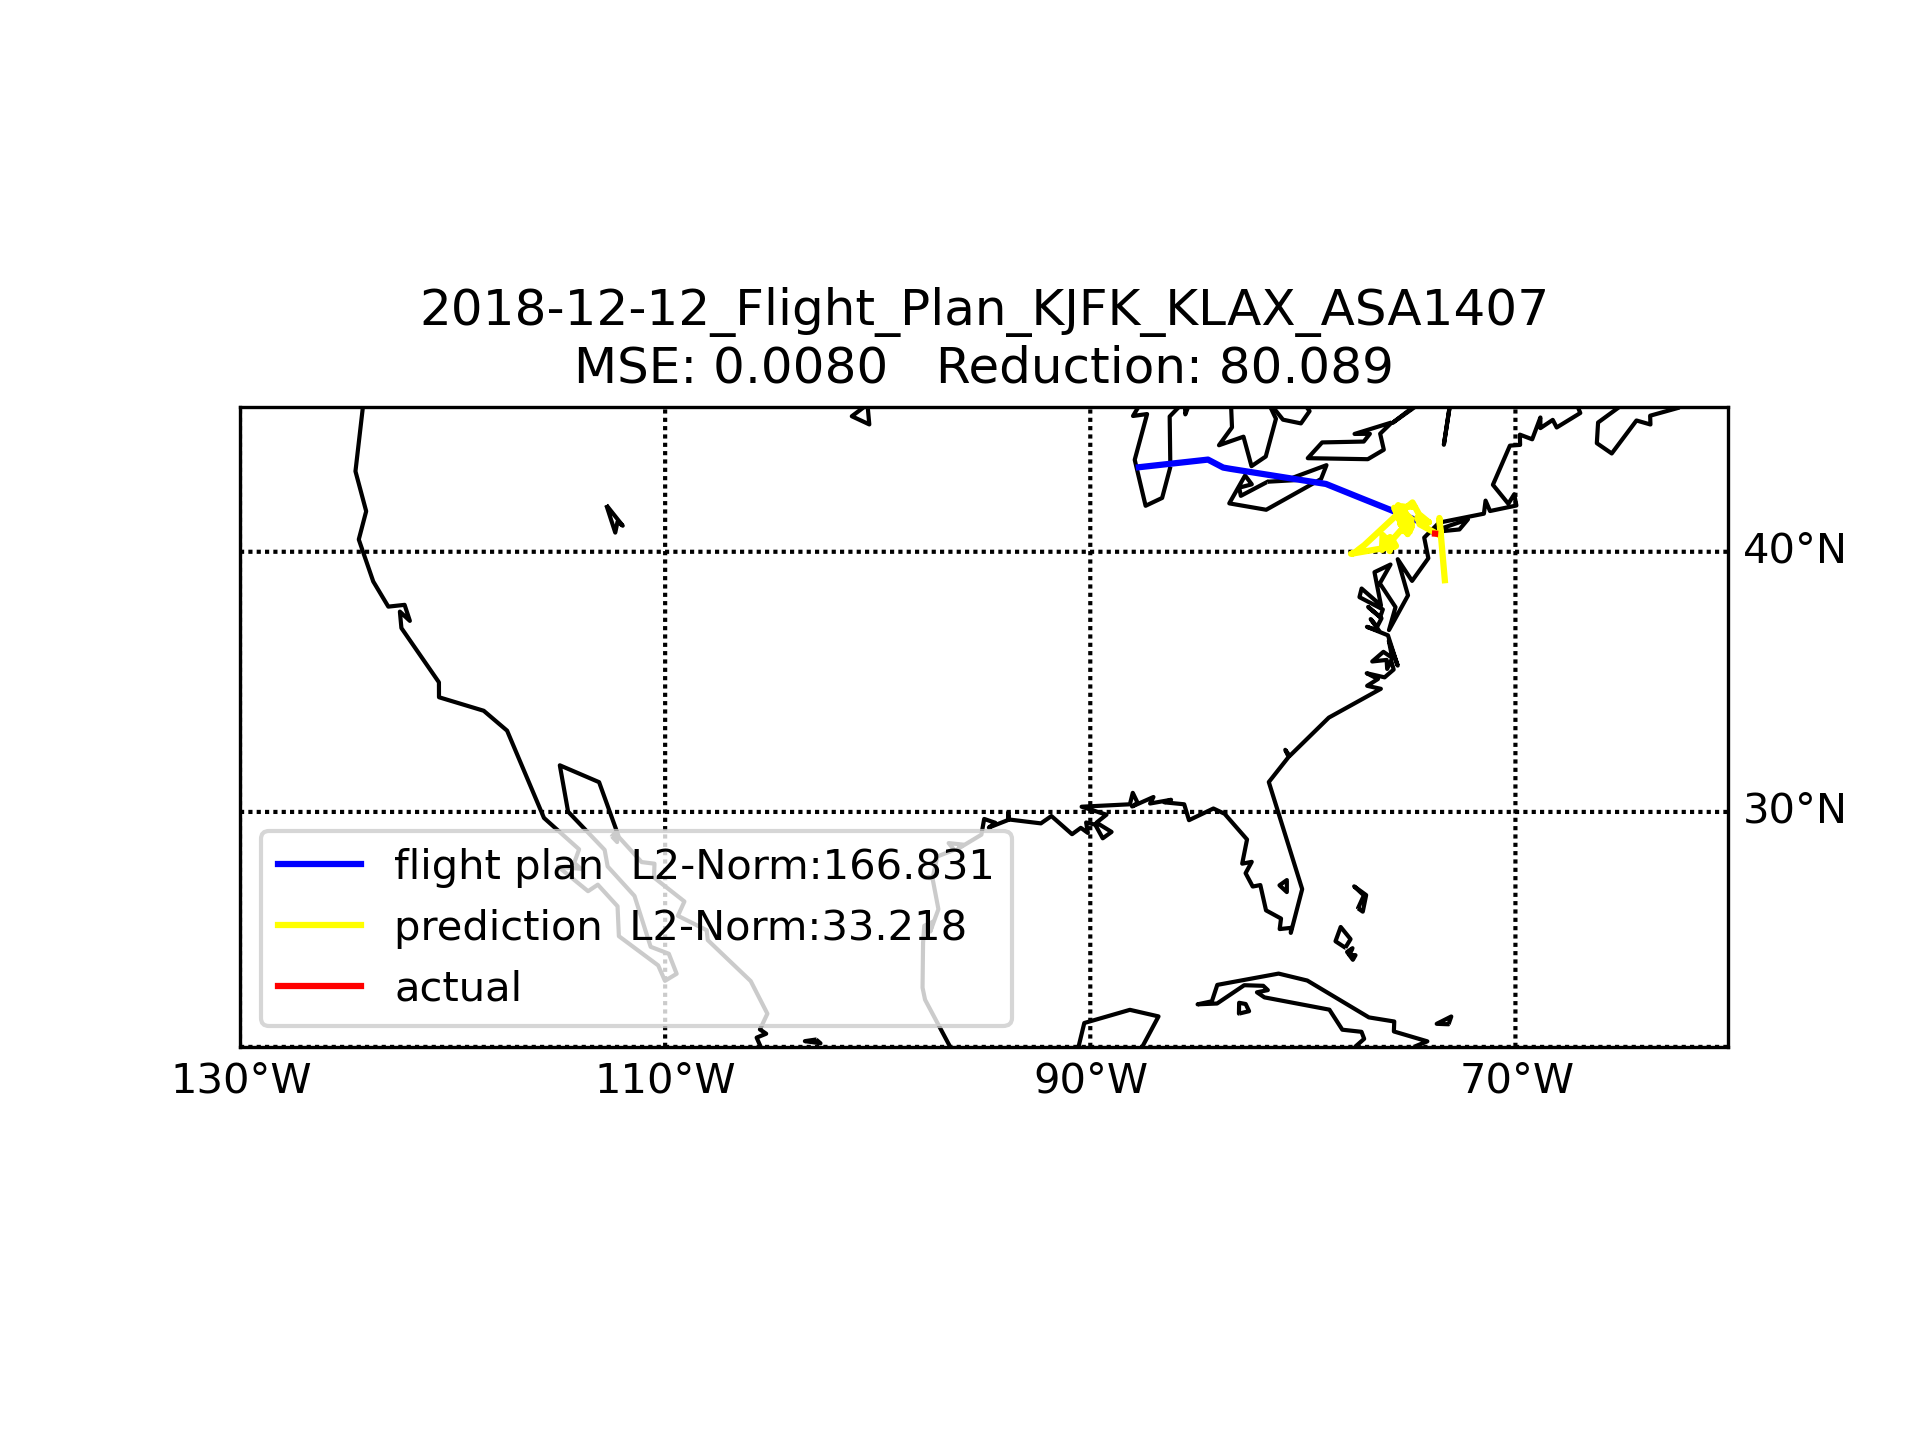 2018-12-12_Flight_Plan_KJFK_KLAX_ASA1407
MSE: 0.0080   Reduction: 80.089
40°N
30°N
flight plan  L2-Norm:166.831
prediction  L2-Norm:33.218
actual
130°W
110°W
90°W
70°W